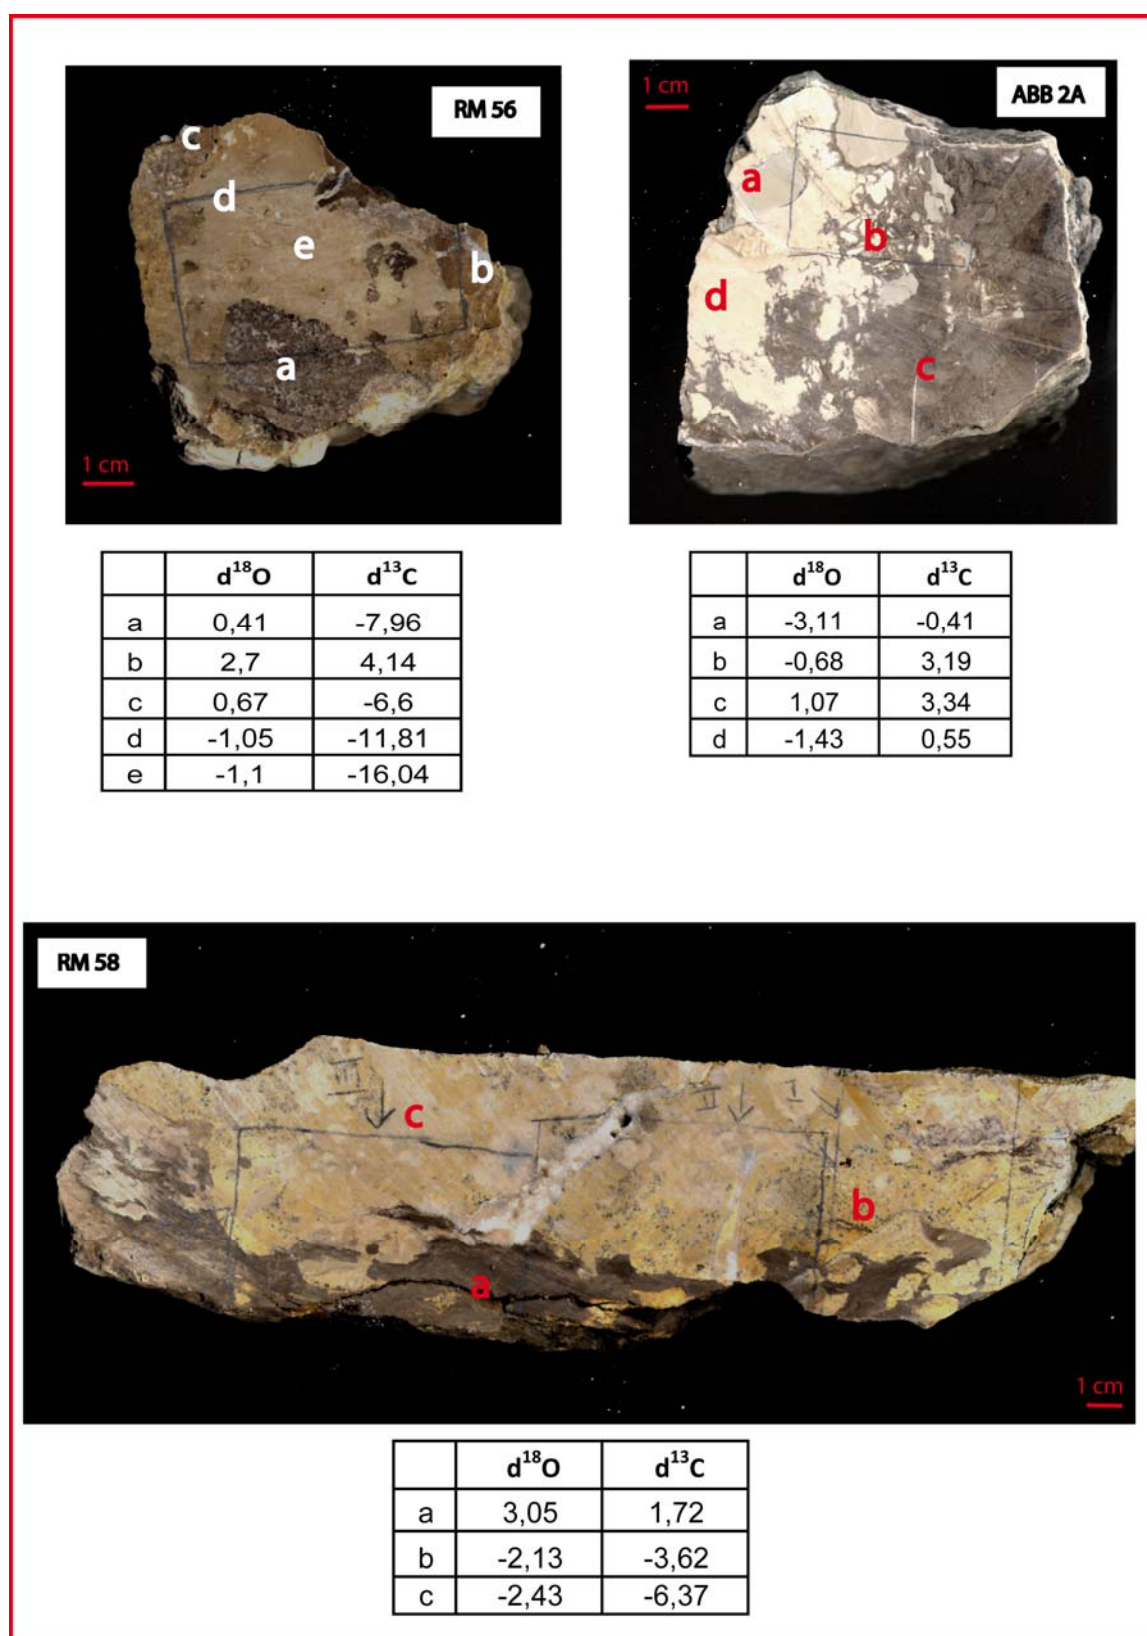 RM 56
1 cm
c
d
e
b
a
1 cm
ABB 2A
a
b
d
c
d¹⁸O d¹³C
a 0,41 -7,96
b 2,7 4,14
c 0,67 -6,6
d -1,05 -11,81
e -1,1 -16,04
d¹⁸O d¹³C
a -3,11 -0,41
b -0,68 3,19
c 1,07 3,34
d -1,43 0,55
RM 58
III
c
II
I
b
a
1 cm
d¹⁸O d¹³C
a 3,05 1,72
b -2,13 -3,62
c -2,43 -6,37